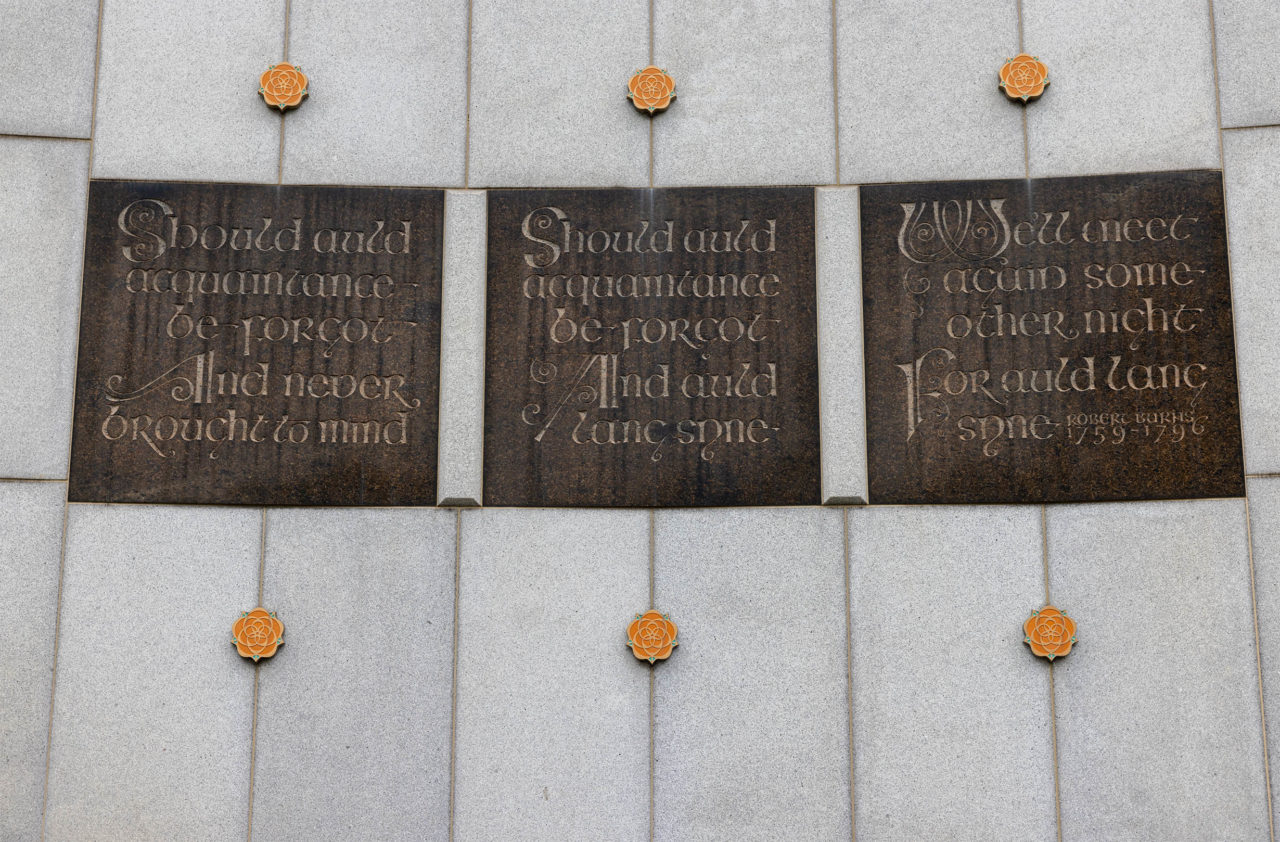 Should auld
acquaintance
be forgot
And never
brought to mind
Should auld
acquaintance
be forgot
And auld
lang syne
We'll meet
again some
other night
For auld lang
syne ROBERT BURNS
1759-1796